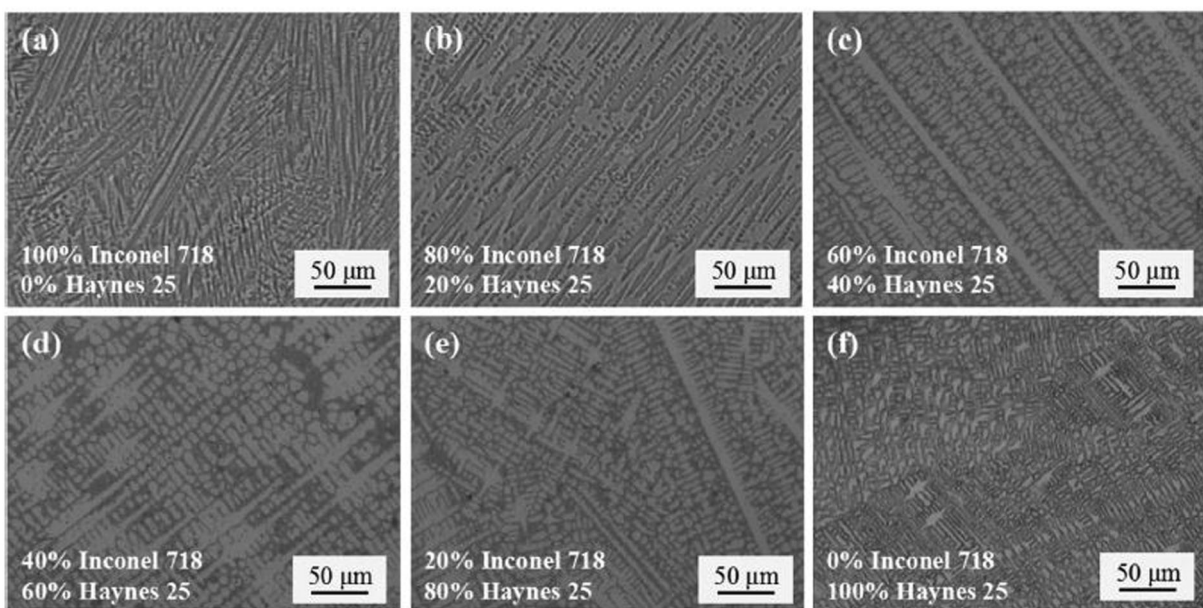 (a)
100% Inconel 718
0% Haynes 25
50 μm
(b)
80% Inconel 718
20% Haynes 25
50 μm
(c)
60% Inconel 718
40% Haynes 25
50 μm
(d)
40% Inconel 718
60% Haynes 25
50 μm
(e)
20% Inconel 718
80% Haynes 25
50 μm
(f)
0% Inconel 718
100% Haynes 25
50 μm